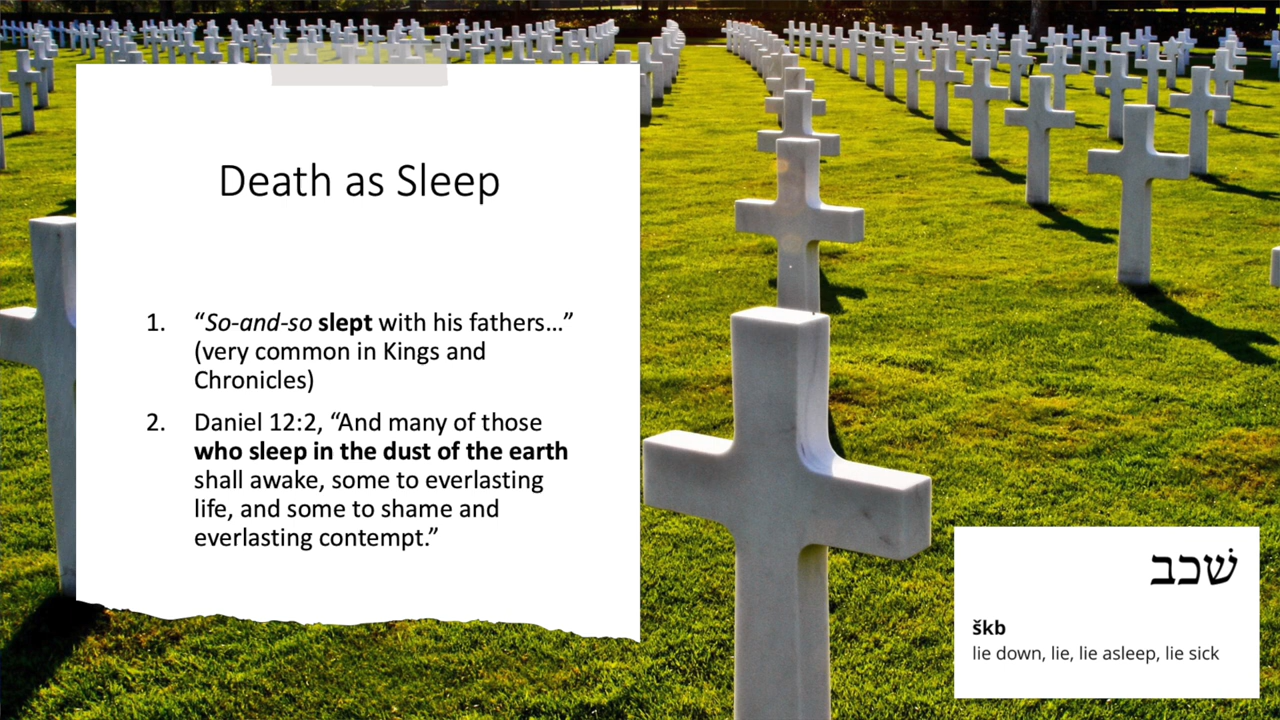 Death as Sleep
1. “So-and-so slept with his fathers…”
(very common in Kings and
Chronicles)
2. Daniel 12:2, “And many of those
who sleep in the dust of the earth
shall awake, some to everlasting
life, and some to shame and
everlasting contempt.”
שׁכב
škb
lie down, lie, lie asleep, lie sick